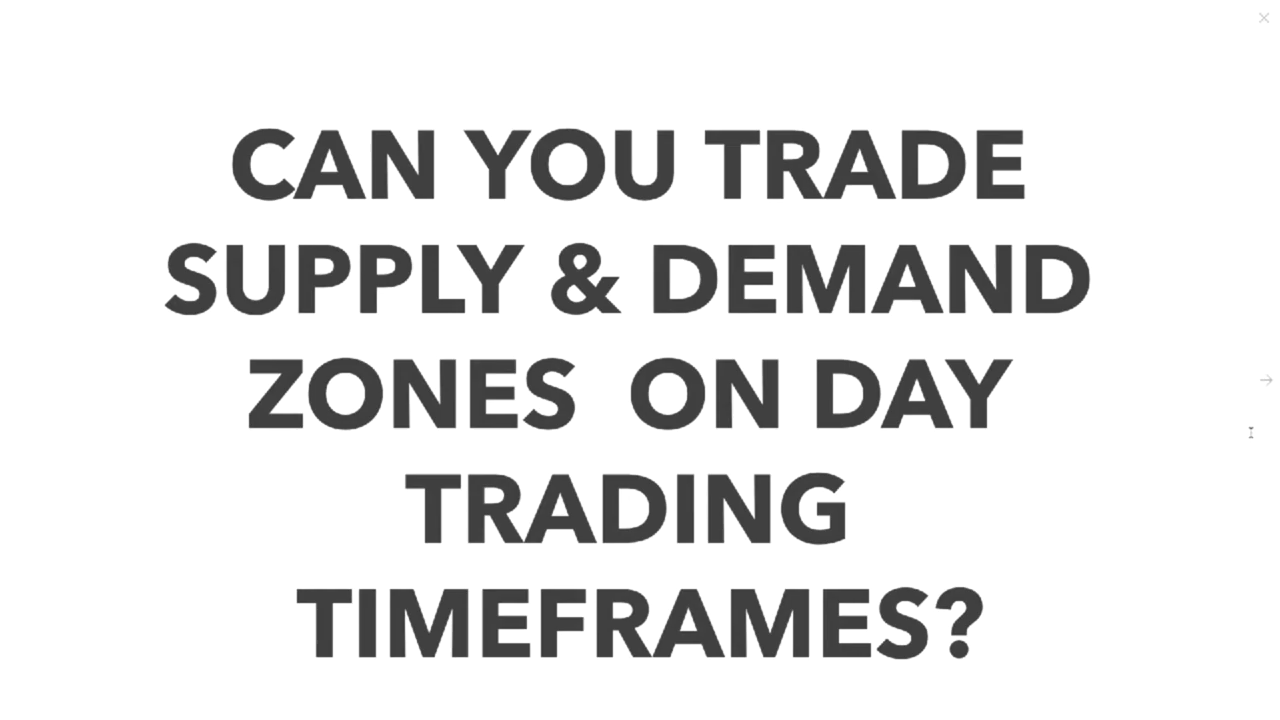 CAN YOU TRADE
SUPPLY & DEMAND
ZONES  ON DAY
TRADING
TIMEFRAMES?